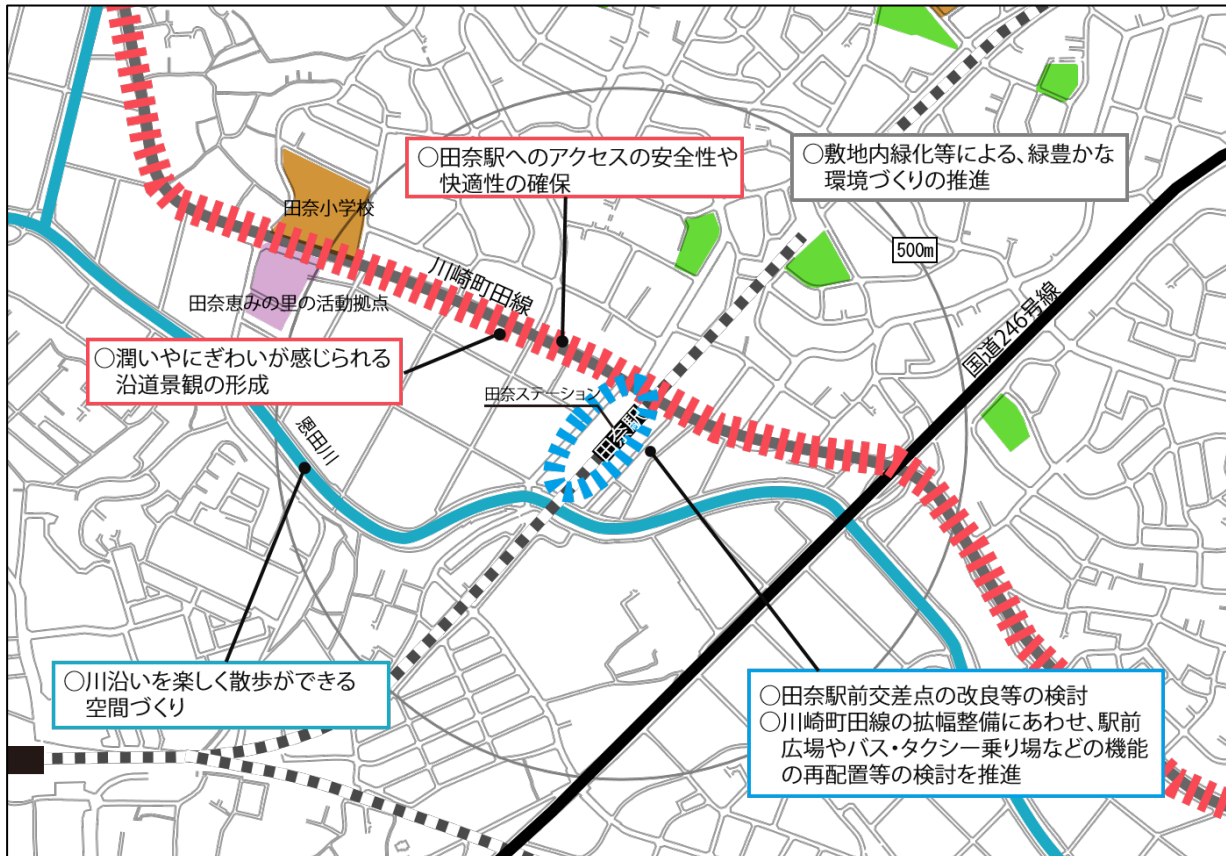 ○田奈駅へのアクセスの安全性や
快適性の確保
○敷地内緑化等による、緑豊かな
環境づくりの推進
田奈小学校
500m
川崎町田線
田奈恵みの里の活動拠点
国道246号線
○潤いやにぎわいが感じられる
沿道景観の形成
田奈ステーション
田奈駅
恩田川
○川沿いを楽しく散歩ができる
空間づくり
○田奈駅前交差点の改良等の検討
○川崎町田線の拡幅整備にあわせ、駅前
広場やバス・タクシー乗り場などの機能
の再配置等の検討を推進